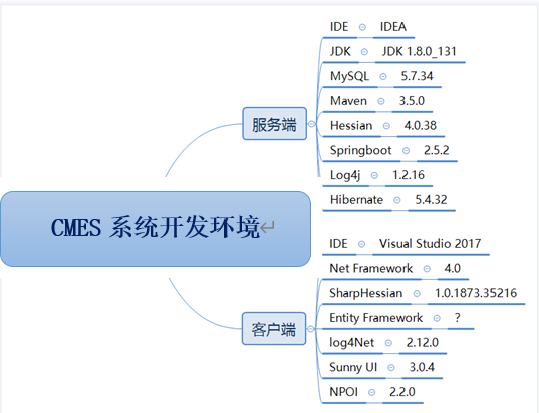 服务端
IDE IDEA
JDK JDK 1.8.0_131
MySQL 5.7.34
Maven 3.5.0
Hessian 4.0.38
Springboot 2.5.2
Log4j 1.2.16
Hibernate 5.4.32
CMES 系统开发环境↵
客户端
IDE Visual Studio 2017
Net Framework 4.0
SharpHessian 1.0.1873.35216
Entity Framework ?
log4Net 2.12.0
Sunny UI 3.0.4
NPOI 2.2.0